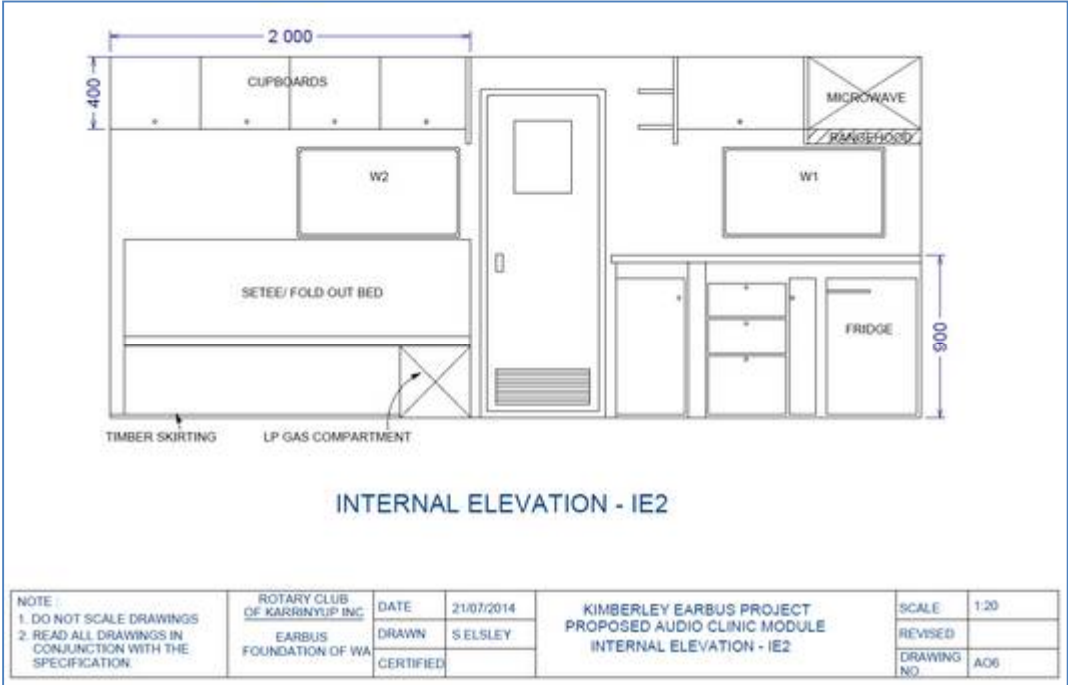 2 000
400
CUPBOARDS
MICROWAVE
RANGEHOOD
W2
W1
SETEE/ FOLD OUT BED
FRIDGE
900
TIMBER SKIRTING
LP GAS COMPARTMENT
INTERNAL ELEVATION - IE2
NOTE :
1. DO NOT SCALE DRAWINGS
2. READ ALL DRAWINGS IN
CONJUNCTION WITH THE
SPECIFICATION.
ROTARY CLUB
OF KARRINYUP INC
EARBUS
FOUNDATION OF WA
DATE 21/07/2014
DRAWN S ELSLEY
CERTIFIED
KIMBERLEY EARBUS PROJECT
PROPOSED AUDIO CLINIC MODULE
INTERNAL ELEVATION - IE2
SCALE 1:20
REVISED
DRAWING
NO
AO6